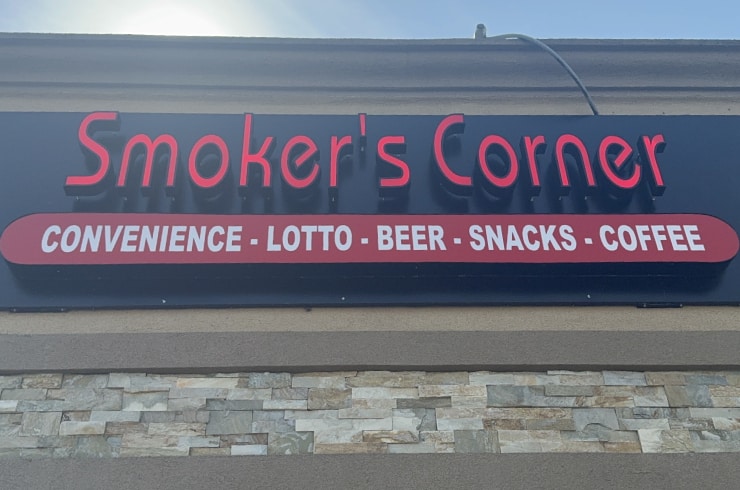 Smoker's Corner
CONVENIENCE - LOTTO - BEER - SNACKS - COFFEE